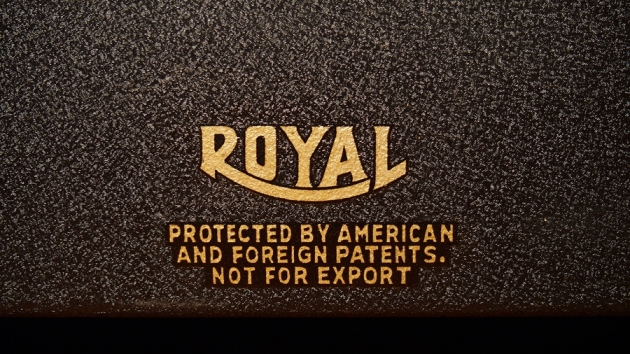 ROYAL
PROTECTED BY AMERICAN
AND FOREIGN PATENTS.
NOT FOR EXPORT